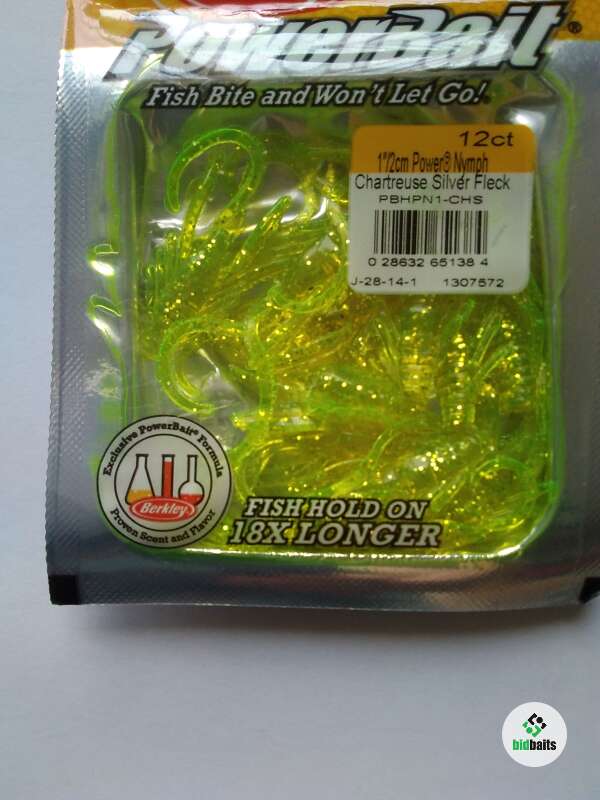 PowerBait®
Fish Bite and Won't Let Go!
12ct
1"/2cm Power® Nymph
Chartreuse Silver Fleck
PBHPN1-CHS
0 28632 65138 4
J-28-14-1 1307572
Exclusive PowerBait® Formula
Berkley
Proven Scent and Flavor
FISH HOLD ON
18X LONGER
bidbaits